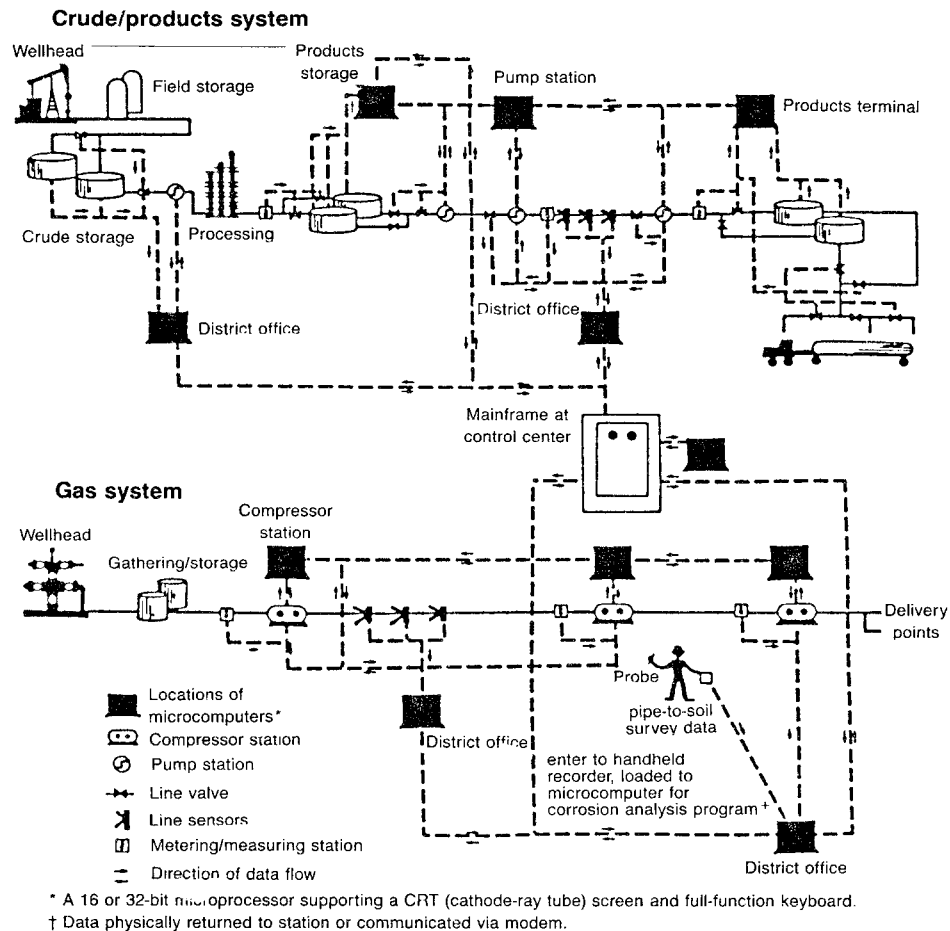 Crude/products system
Wellhead
Field storage
Products
storage
Pump station
Products terminal
Crude storage
Processing
District office
District office
Mainframe at
control center
Gas system
Wellhead
Gathering/storage
Compressor
station
Delivery
points
Probe
pipe-to-soil
survey data
District office
enter to handheld
recorder, loaded to
microcomputer for
corrosion analysis program†
District office
Locations of
microcomputers*
Compressor station
Pump station
Line valve
Line sensors
Metering/measuring station
Direction of data flow
* A 16 or 32-bit microprocessor supporting a CRT (cathode-ray tube) screen and full-function keyboard.
† Data physically returned to station or communicated via modem.